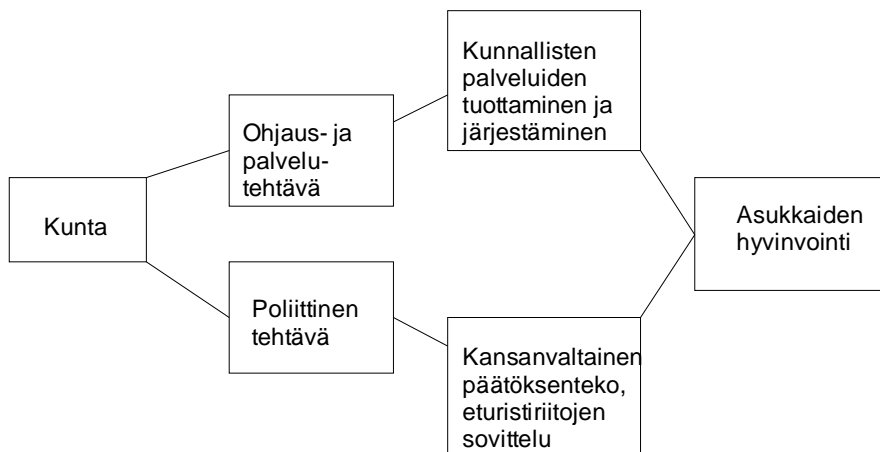 Kunta
Ohjaus- ja
palvelu-
tehtävä
Kunnallisten
palveluiden
tuottaminen ja
järjestäminen
Poliittinen
tehtävä
Kansanvaltainen
päätöksenteko,
eturistiriitojen
sovittelu
Asukkaiden
hyvinvointi